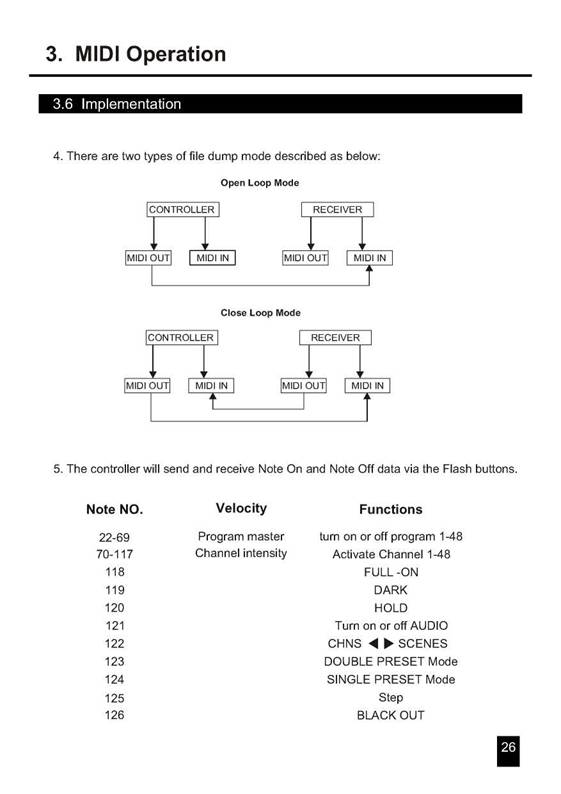 3. MIDI Operation
3.6 Implementation
4. There are two types of file dump mode described as below:
Open Loop Mode
CONTROLLER RECEIVER
MIDI OUT MIDI IN MIDI OUT MIDI IN
Close Loop Mode
CONTROLLER RECEIVER
MIDI OUT MIDI IN MIDI OUT MIDI IN
5. The controller will send and receive Note On and Note Off data via the Flash buttons.
Note NO. Velocity Functions
22-69 Program master turn on or off program 1-48
70-117 Channel intensity Activate Channel 1-48
118 FULL -ON
119 DARK
120 HOLD
121 Turn on or off AUDIO
122 CHNS ◀ ▶ SCENES
123 DOUBLE PRESET Mode
124 SINGLE PRESET Mode
125 Step
126 BLACK OUT
26